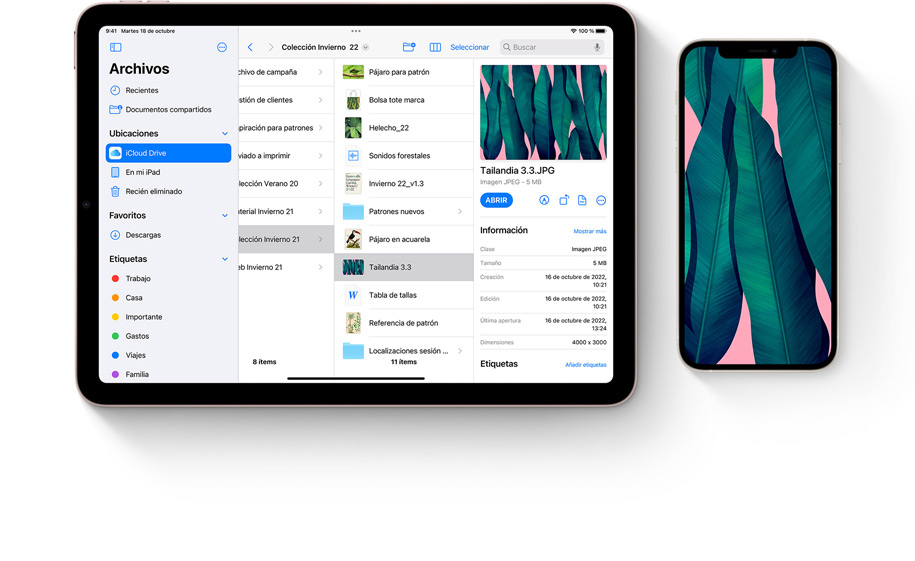 9:41 Martes 18 de octubre
100 %
Archivos
Recientes
Documentos compartidos
Ubicaciones
iCloud Drive
En mi iPad
Recién eliminado
Favoritos
Descargas
Etiquetas
Trabajo
Casa
Importante
Gastos
Viajes
Familia
Colección Invierno 22
Seleccionar
Buscar
chivo de campaña
stión de clientes
piración para patrones
viado a imprimir
lección Verano 20
terial Invierno 21
lección Invierno 21
eb Invierno 21
8 items
Pájaro para patrón
Bolsa tote marca
Helecho_22
Sonidos forestales
Invierno 22_v1.3
Patrones nuevos
Pájaro en acuarela
Tailandia 3.3
W
Tabla de tallas
Referencia de patrón
Localizaciones sesión ...
11 items
Tailandia 3.3.JPG
Imagen JPEG – 5 MB
ABRIR
Información
Mostrar más
Clase Imagen JPEG
Tamaño 5 MB
Creación 16 de octubre de 2022,
10:21
Edición 16 de octubre de 2022,
10:21
Última apertura 16 de octubre de 2022,
13:24
Dimensiones 4000 x 3000
Etiquetas
Añadir etiquetas